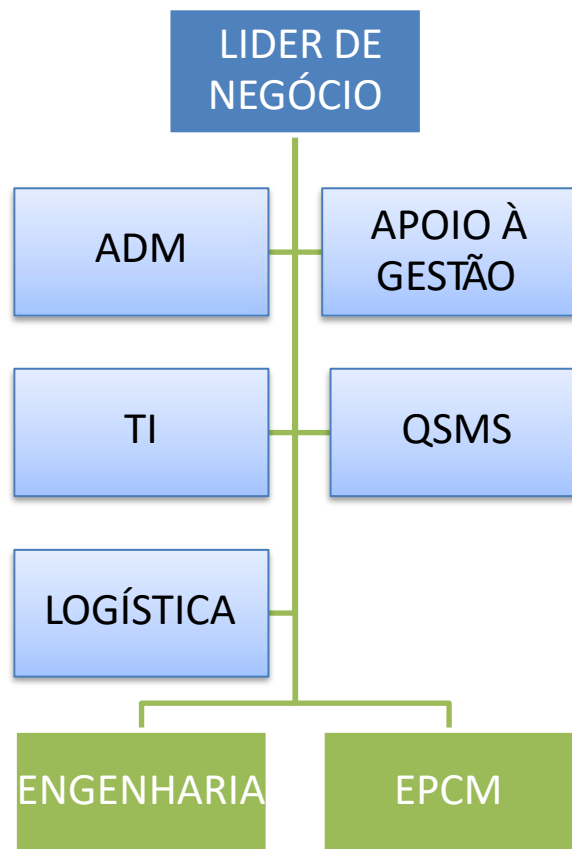 LIDER DE
NEGÓCIO
ADM
APOIO À
GESTÃO
TI
QSMS
LOGÍSTICA
ENGENHARIA
EPCM